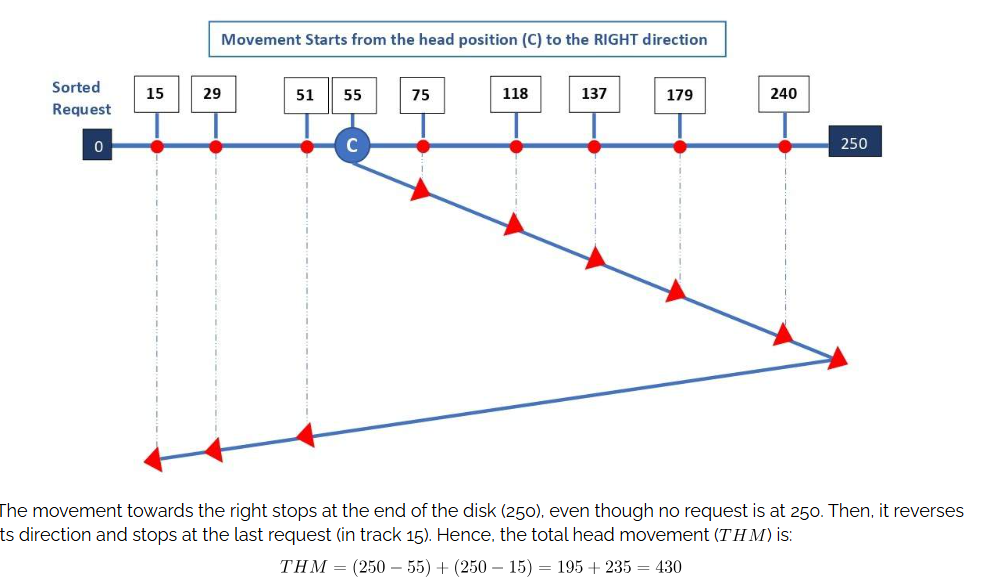 Movement Starts from the head position (C) to the RIGHT direction
Sorted
Request
15 29 51 55 75 118 137 179 240
0 C 250
The movement towards the right stops at the end of the disk (250), even though no request is at 250. Then, it reverses
ts direction and stops at the last request (in track 15). Hence, the total head movement (THM) is:
THM = (250 − 55) + (250 − 15) = 195 + 235 = 430